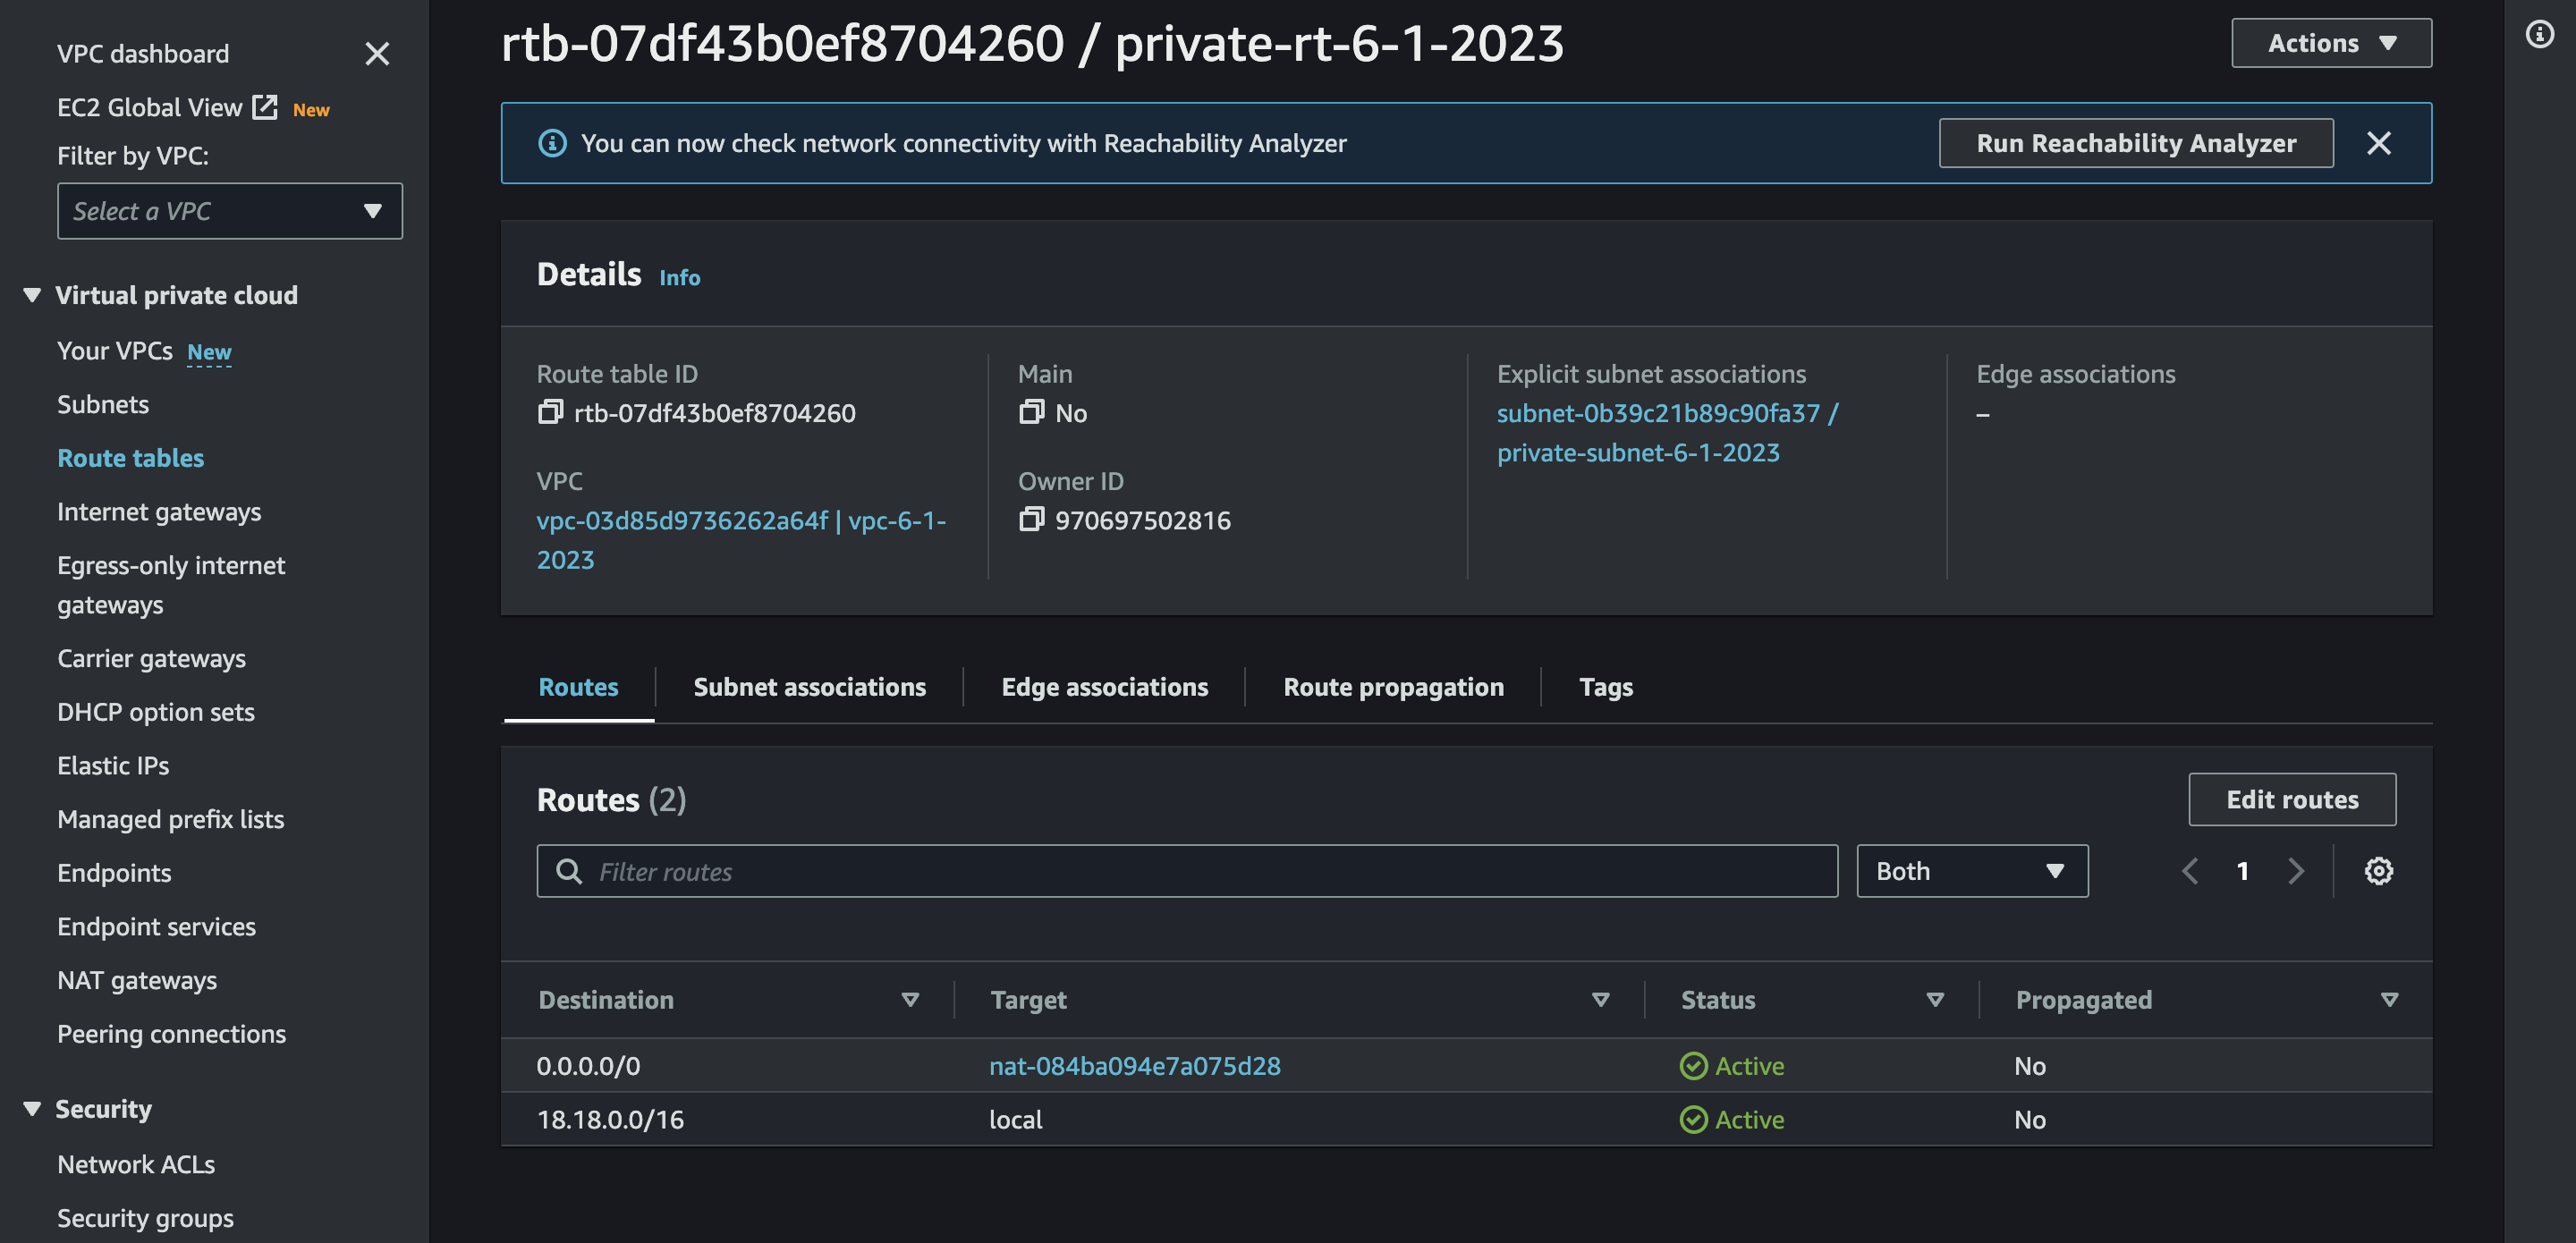 VPC dashboard
EC2 Global View New
Filter by VPC:
Select a VPC
Virtual private cloud
Your VPCs New
Subnets
Route tables
Internet gateways
Egress-only internet
gateways
Carrier gateways
DHCP option sets
Elastic IPs
Managed prefix lists
Endpoints
Endpoint services
NAT gateways
Peering connections
Security
Network ACLs
Security groups
rtb-07df43b0ef8704260 / private-rt-6-1-2023
Actions
You can now check network connectivity with Reachability Analyzer
Run Reachability Analyzer
Details Info
Route table ID
rtb-07df43b0ef8704260
Main
No
Explicit subnet associations
subnet-0b39c21b89c90fa37 /
private-subnet-6-1-2023
Edge associations
–
VPC
vpc-03d85d9736262a64f | vpc-6-1-
2023
Owner ID
970697502816
Routes
Subnet associations
Edge associations
Route propagation
Tags
Routes (2)
Edit routes
Filter routes
Both
1
Destination Target Status Propagated
0.0.0.0/0 nat-084ba094e7a075d28 Active No
18.18.0.0/16 local Active No